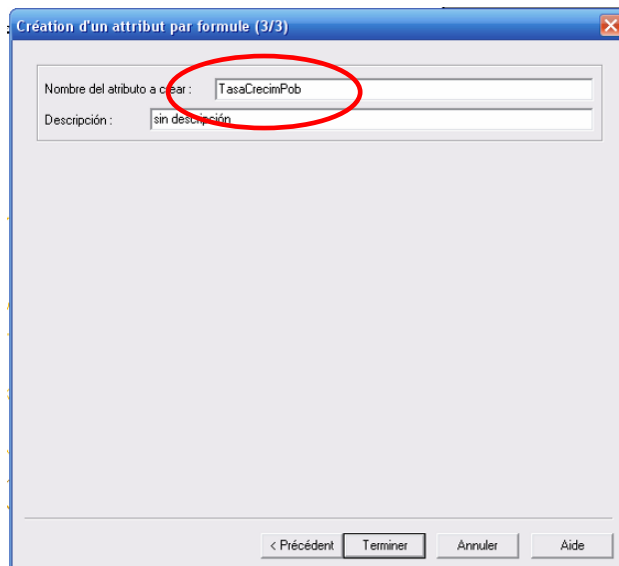 Création d'un attribut par formule (3/3)
Nombre del atributo a crear : TasaCrecimPob
Descripción : sin descripción
< Précédent Terminer Annuler Aide